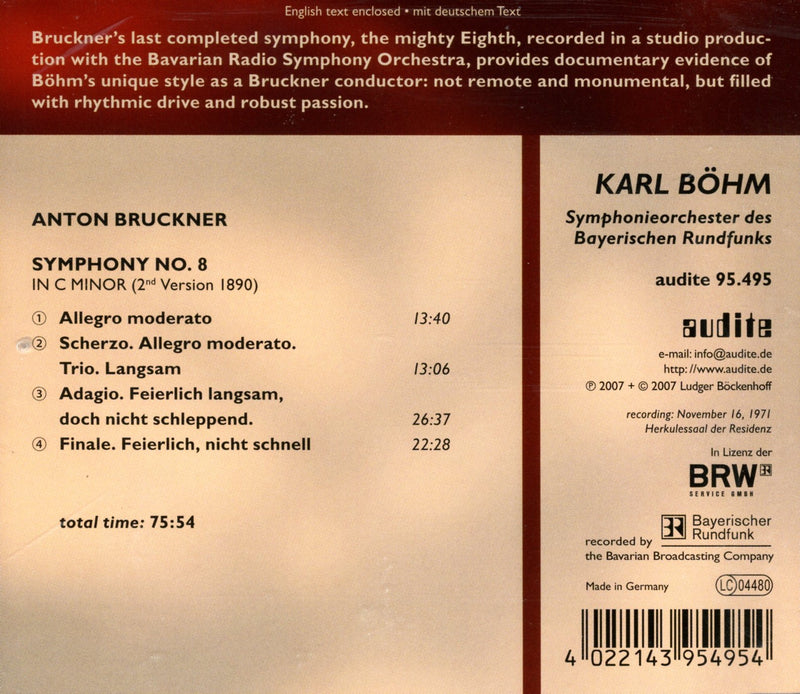 English text enclosed • mit deutschem Text
Bruckner's last completed symphony, the mighty Eighth, recorded in a studio produc-
tion with the Bavarian Radio Symphony Orchestra, provides documentary evidence of
Böhm's unique style as a Bruckner conductor: not remote and monumental, but filled
with rhythmic drive and robust passion.
ANTON BRUCKNER
SYMPHONY NO. 8
IN C MINOR (2nd Version 1890)
① Allegro moderato 13:40
② Scherzo. Allegro moderato.
Trio. Langsam 13:06
③ Adagio. Feierlich langsam,
doch nicht schleppend. 26:37
④ Finale. Feierlich, nicht schnell 22:28
total time: 75:54
KARL BÖHM
Symphonieorchester des
Bayerischen Rundfunks
audite 95.495
audite
e-mail: info@audite.de
http://www.audite.de
℗ 2007 + © 2007 Ludger Böckenhoff
recording: November 16, 1971
Herkulessaal der Residenz
In Lizenz der
BRW
SERVICE GMBH
Bayerischer
Rundfunk
recorded by
the Bavarian Broadcasting Company
Made in Germany
LC 04480
4 022143 954954